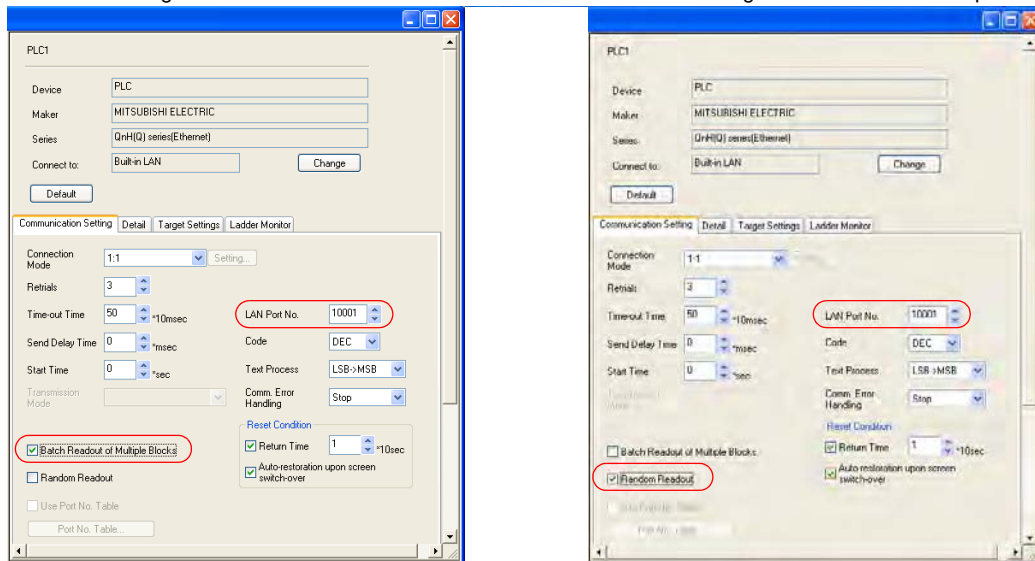 PLC1
Device PLC
Maker MITSUBISHI ELECTRIC
Series QnH(Q) series(Ethernet)
Connect to: Built-in LAN Change
Default
Communication Setting Detail Target Settings Ladder Monitor
Connection Mode 1:1 Setting...
Retrials 3
Time-out Time 50 *10msec LAN Port No. 10001
Send Delay Time 0 *msec Code DEC
Start Time 0 *sec Text Process LSB->MSB
Transmission Mode Comm. Error Handling Stop
Reset Condition
Batch Readout of Multiple Blocks Return Time 1 *10sec
Random Readout Auto-restoration upon screen switch-over
Use Port No. Table
Port No. Table...
PLC1
Device PLC
Maker MITSUBISHI ELECTRIC
Series QnH(Q) series(Ethernet)
Connect to: Built-in LAN Change
Default
Communication Setting Detail Target Settings Ladder Monitor
Connection Mode 1:1
Retrials 3
Time-out Time 50 *10msec LAN Port No. 10001
Send Delay Time 0 *msec Code DEC
Start Time 0 *sec Text Process LSB->MSB
Comm. Error Handling Stop
Reset Condition
Batch Readout of Multiple Blocks Return Time 1 *10sec
Random Readout Auto-restoration upon screen switch-over